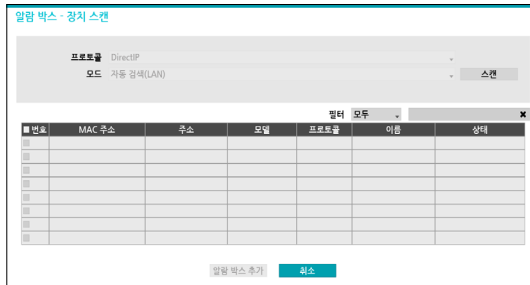 알람 박스 - 장치 스캔
프로토콜 DirectIP
모드 자동 검색(LAN) 스캔
필터 모두
번호 MAC 주소 주소 모델 프로토콜 이름 상태
알람 박스 추가 취소